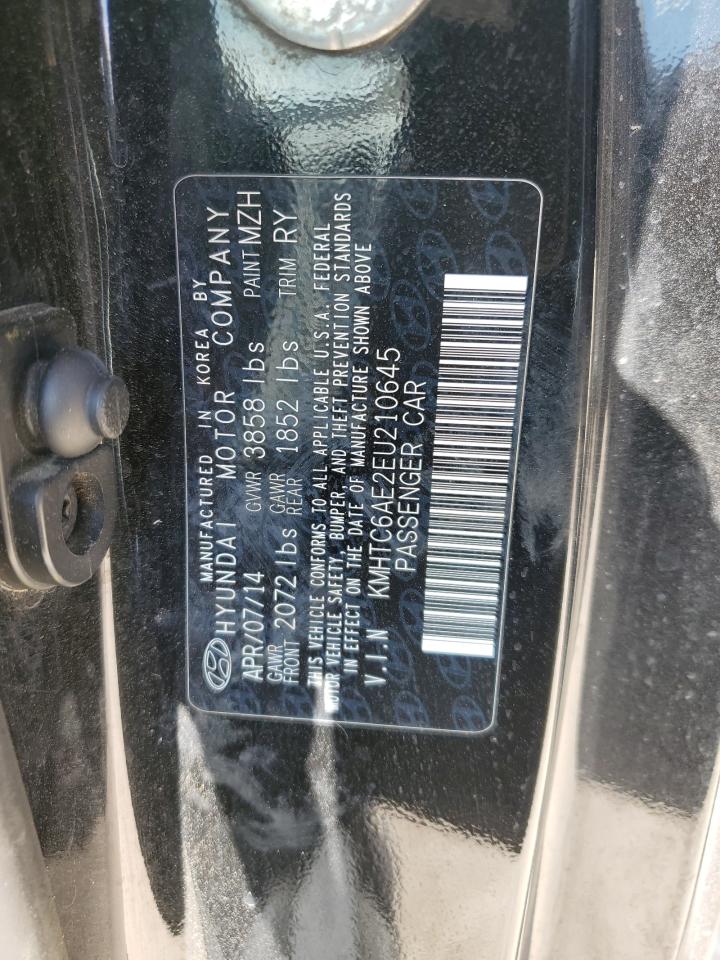 MANUFACTURED IN KOREA BY
HYUNDAI MOTOR COMPANY
APR/07/14 GVWR 3858 lbs PAINT MZH
GAWR FRONT 2072 lbs GAWR REAR 1852 lbs TRIM RY
THIS VEHICLE CONFORMS TO ALL APPLICABLE U.S.A. FEDERAL
MOTOR VEHICLE SAFETY, BUMPER, AND THEFT PREVENTION STANDARDS
IN EFFECT ON THE DATE OF MANUFACTURE SHOWN ABOVE
V.I.N KMHTC6AE2EU210645
PASSENGER CAR